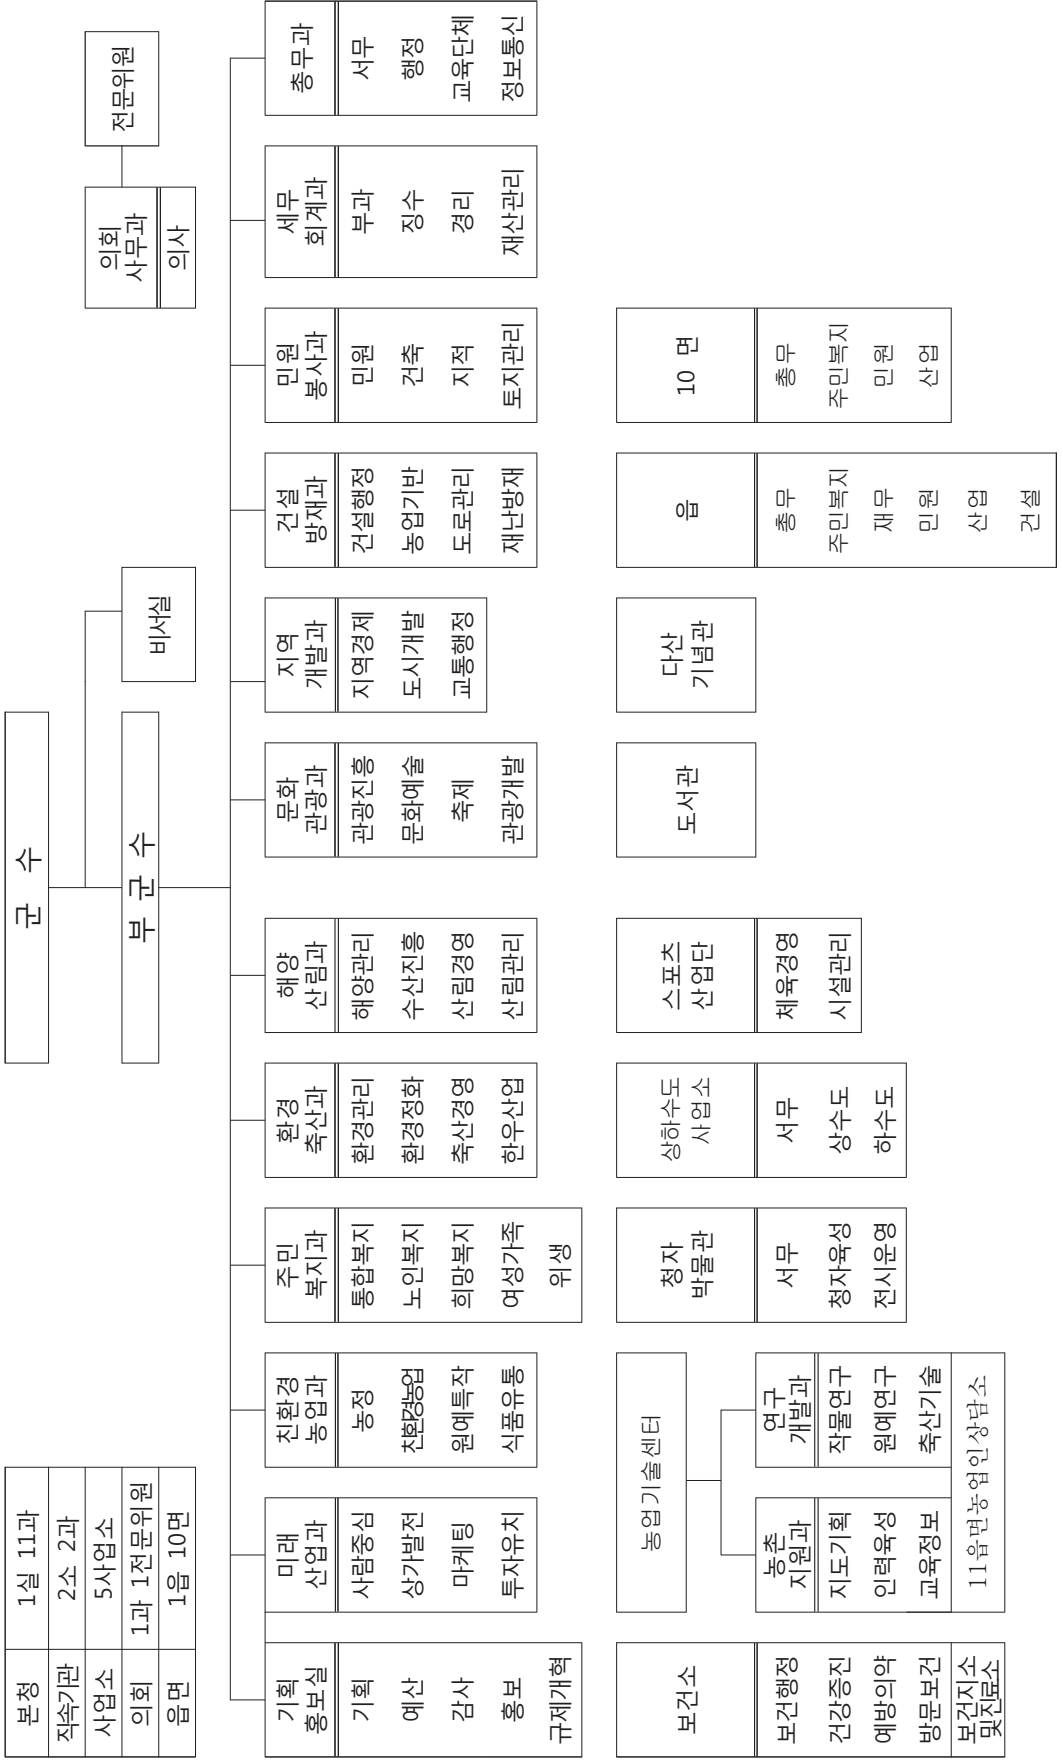 본청 1실 11과
직속기관 2소 2과
사업소 5사업소
의회 1과 1전문위원
읍면 1읍 10면
군 수
부 군 수
비서실
의회
사무과
의사
전문위원
기획
홍보실
기획
예산
감사
홍보
규제개혁
미래
산업과
사람중심
상가발전
마케팅
투자유치
친환경
농업과
농정
친환경농업
원예특작
식품유통
주민
복지과
통합복지
노인복지
희망복지
여성가족
위생
환경
축산과
환경관리
환경정화
축산경영
한우산업
해양
산림과
해양관리
수산진흥
산림경영
산림관리
문화
관광과
관광진흥
문화예술
축제
관광개발
지역
개발과
지역경제
도시개발
교통행정
건설
방재과
건설행정
농업기반
도로관리
재난방재
민원
봉사과
민원
건축
지적
토지관리
세무
회계과
부과
징수
경리
재산관리
총무과
서무
행정
교육단체
정보통신
보건소
보건행정
건강증진
예방의약
방문보건
보건지소
및진료소
농업기술센터
농촌
지원과
지도기획
인력육성
교육정보
연구
개발과
작물연구
원예연구
축산기술
11읍면농업인상담소
청자
박물관
서무
청자육성
전시운영
상하수도
사업소
서무
상수도
하수도
스포츠
산업단
체육경영
시설관리
도서관
다산
기념관
읍
총무
주민복지
재무
민원
산업
건설
10 면
총무
주민복지
민원
산업